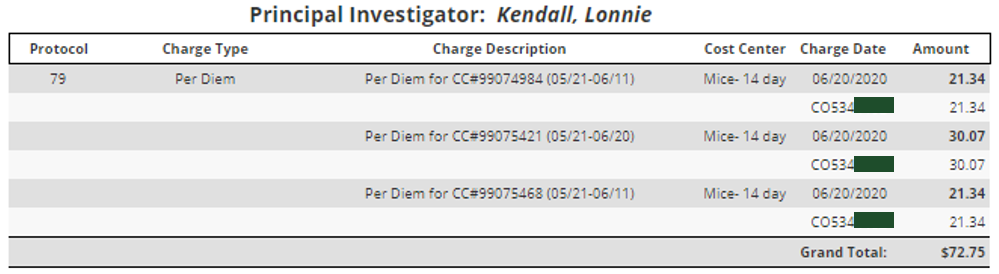 Principal Investigator: Kendall, Lonnie
Protocol Charge Type Charge Description Cost Center Charge Date Amount
79 Per Diem Per Diem for CC#99074984 (05/21-06/11) Mice- 14 day 06/20/2020 21.34
CO534 21.34
Per Diem for CC#99075421 (05/21-06/20) Mice- 14 day 06/20/2020 30.07
CO534 30.07
Per Diem for CC#99075468 (05/21-06/11) Mice- 14 day 06/20/2020 21.34
CO534 21.34
Grand Total: $72.75